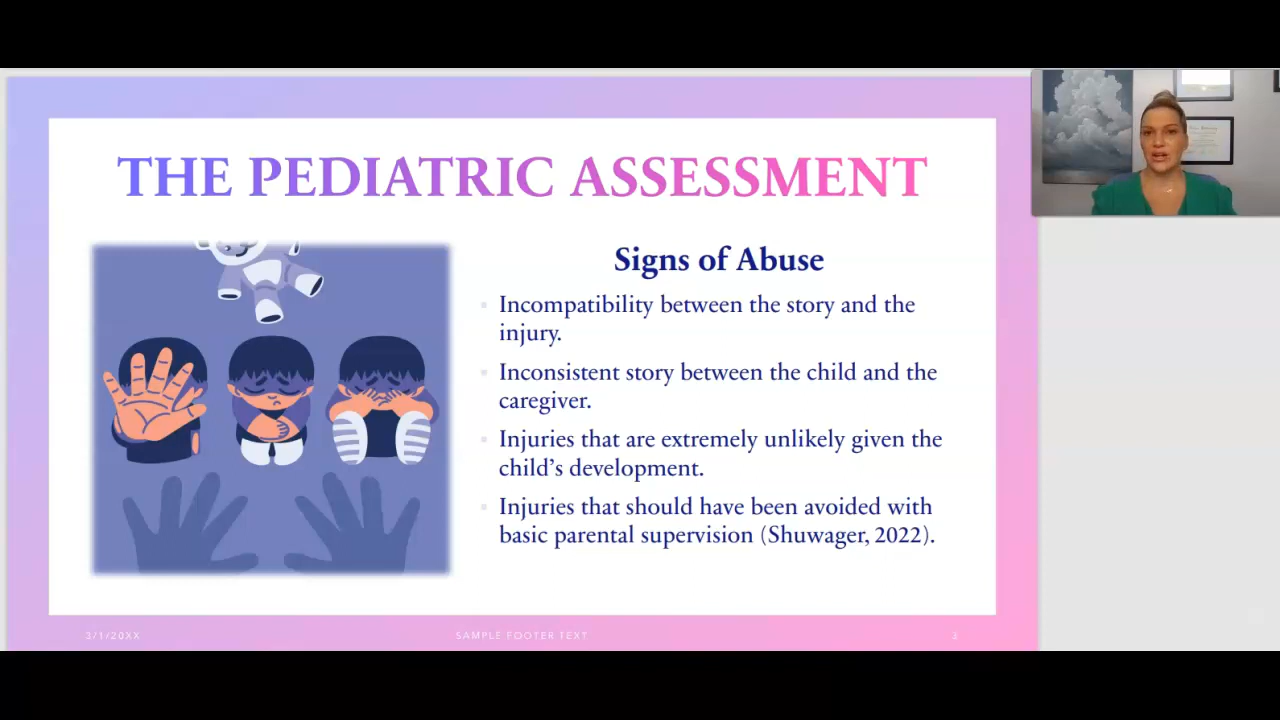 THE PEDIATRIC ASSESSMENT
Signs of Abuse
Incompatibility between the story and the
injury.
Inconsistent story between the child and the
caregiver.
Injuries that are extremely unlikely given the
child's development.
Injuries that should have been avoided with
basic parental supervision (Shuwager, 2022).
3/1/20XX
SAMPLE FOOTER TEXT